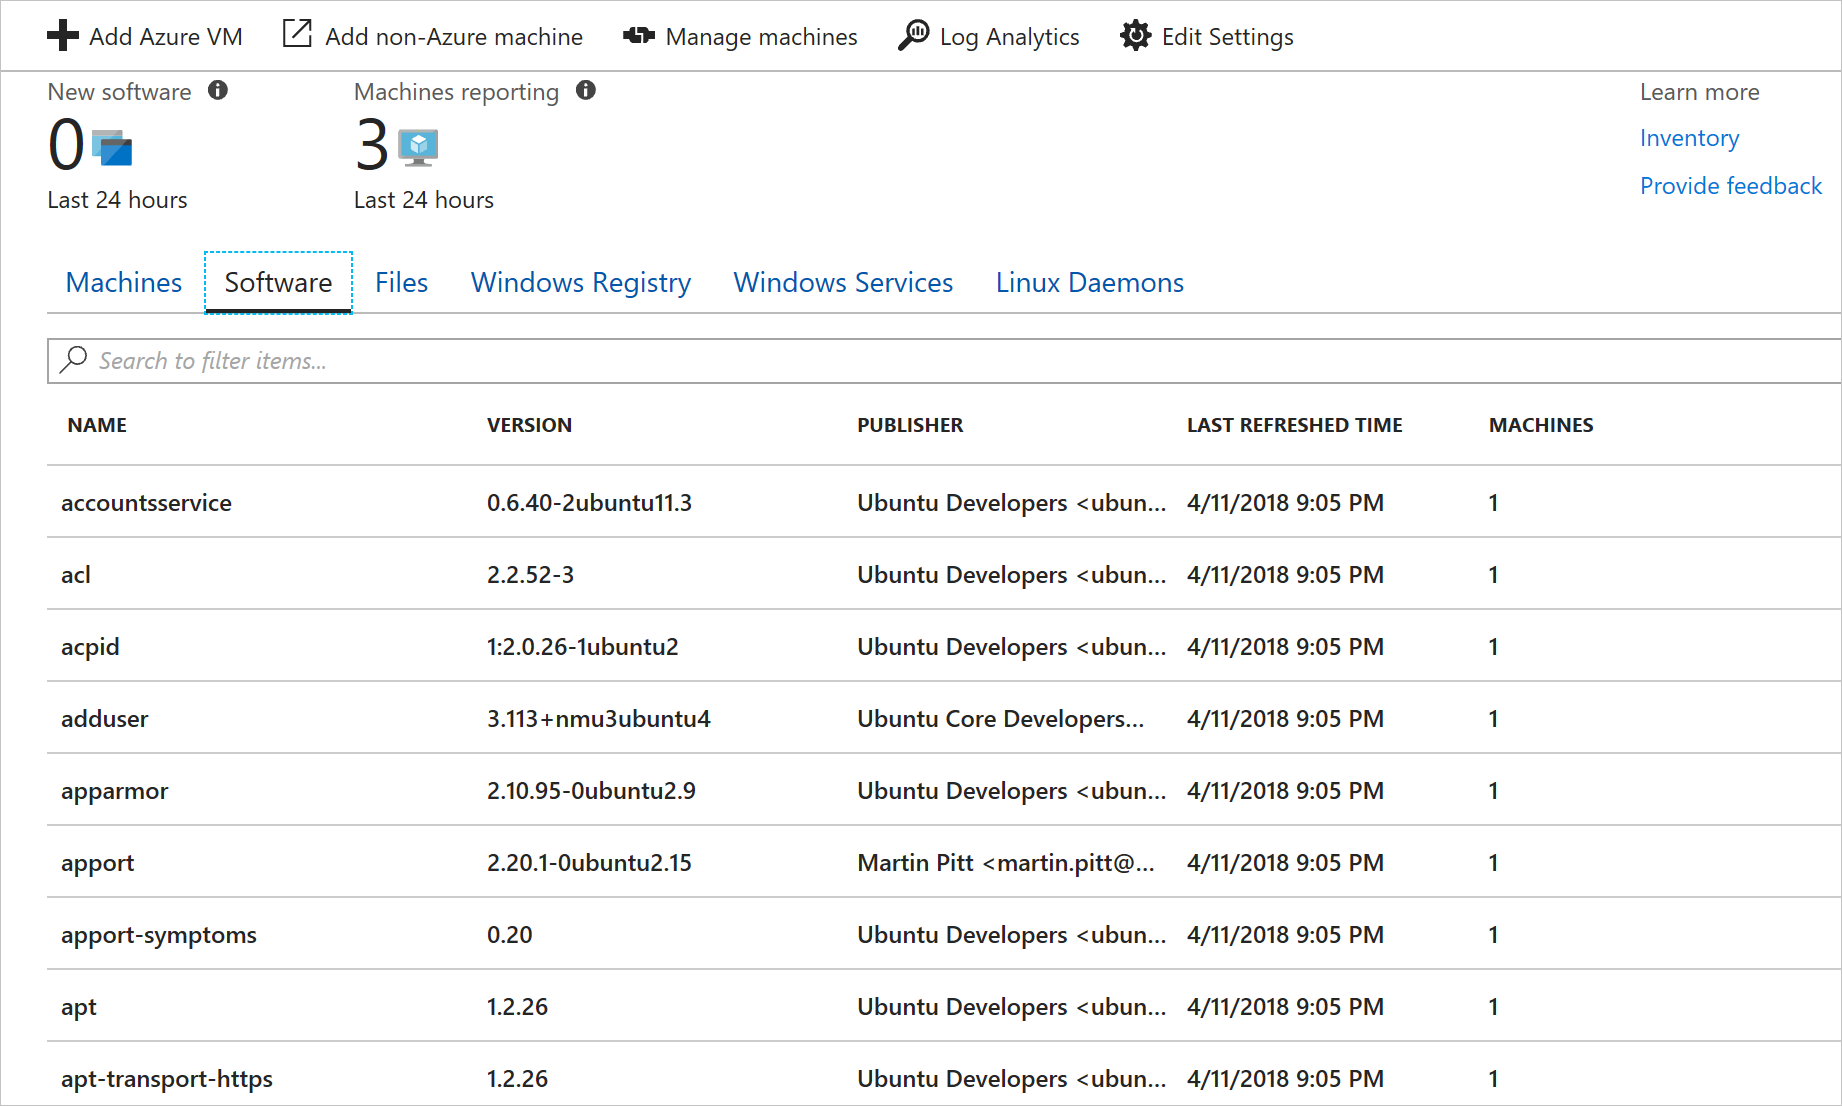 Add Azure VM Add non-Azure machine Manage machines Log Analytics Edit Settings
New software Machines reporting Learn more
0 3 Inventory
Last 24 hours Last 24 hours Provide feedback
Machines Software Files Windows Registry Windows Services Linux Daemons
Search to filter items...
NAME VERSION PUBLISHER LAST REFRESHED TIME MACHINES
accountsservice 0.6.40-2ubuntu11.3 Ubuntu Developers <ubun... 4/11/2018 9:05 PM 1
acl 2.2.52-3 Ubuntu Developers <ubun... 4/11/2018 9:05 PM 1
acpid 1:2.0.26-1ubuntu2 Ubuntu Developers <ubun... 4/11/2018 9:05 PM 1
adduser 3.113+nmu3ubuntu4 Ubuntu Core Developers... 4/11/2018 9:05 PM 1
apparmor 2.10.95-0ubuntu2.9 Ubuntu Developers <ubun... 4/11/2018 9:05 PM 1
apport 2.20.1-0ubuntu2.15 Martin Pitt <martin.pitt@... 4/11/2018 9:05 PM 1
apport-symptoms 0.20 Ubuntu Developers <ubun... 4/11/2018 9:05 PM 1
apt 1.2.26 Ubuntu Developers <ubun... 4/11/2018 9:05 PM 1
apt-transport-https 1.2.26 Ubuntu Developers <ubun... 4/11/2018 9:05 PM 1